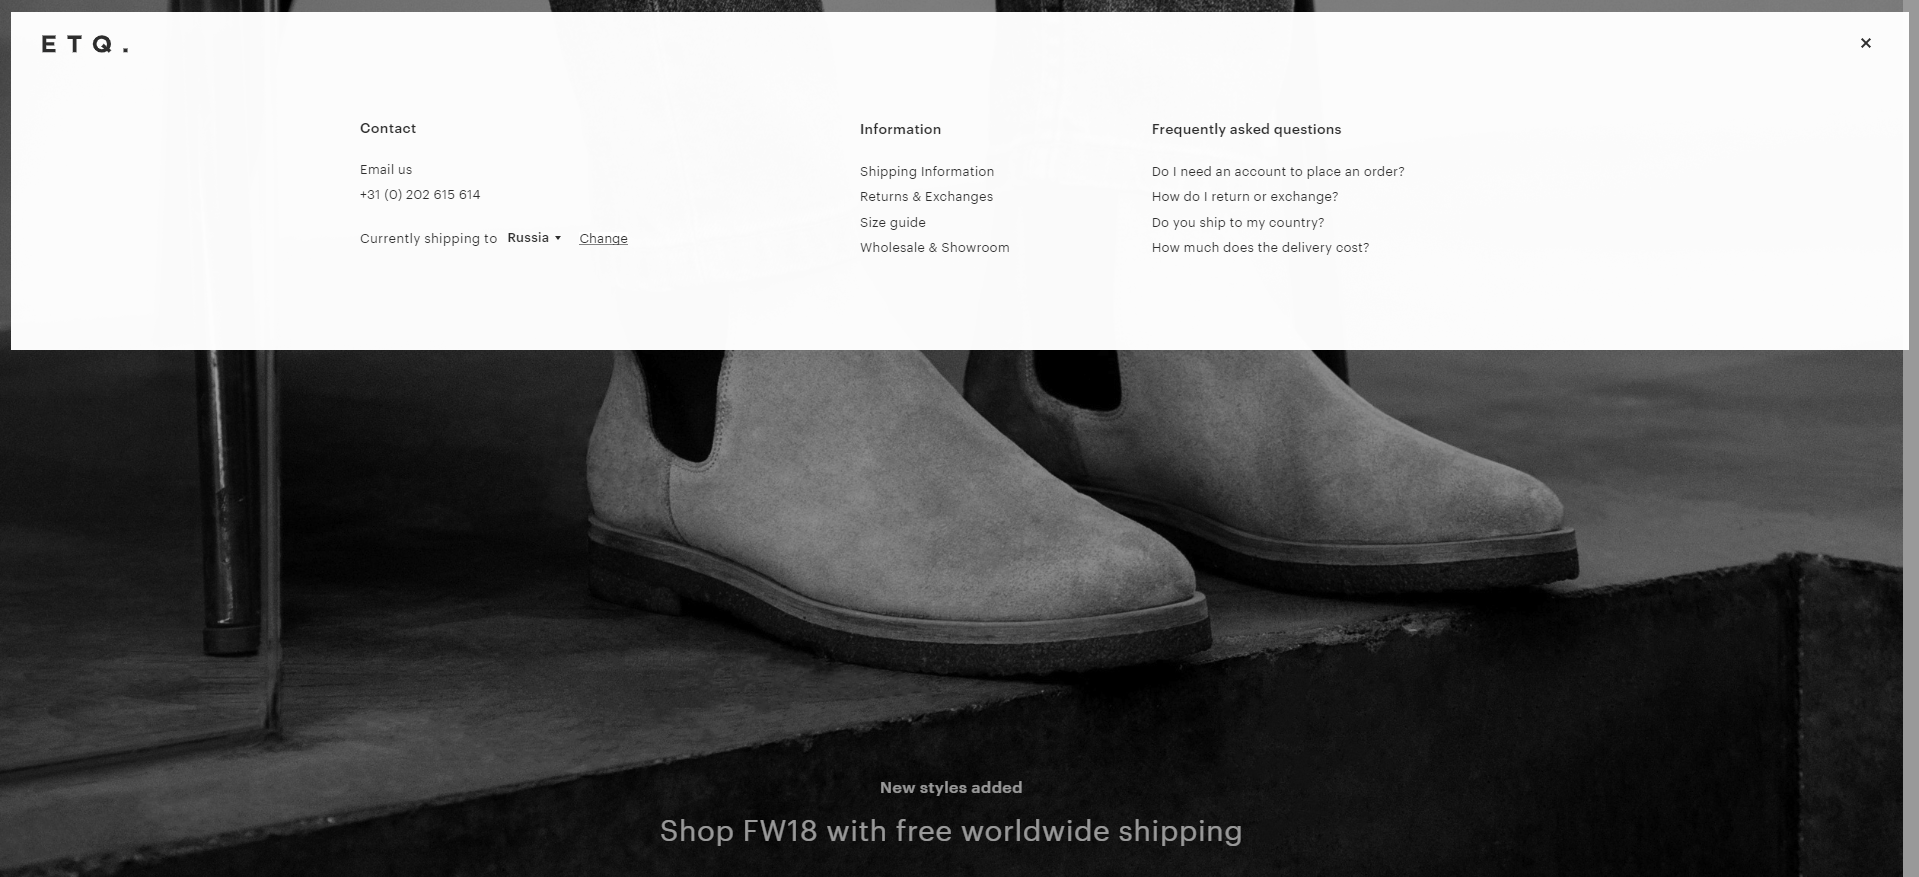 ETQ.
Contact
Email us
+31 (0) 202 615 614
Currently shipping to Russia Change
Information
Shipping Information
Returns & Exchanges
Size guide
Wholesale & Showroom
Frequently asked questions
Do I need an account to place an order?
How do I return or exchange?
Do you ship to my country?
How much does the delivery cost?
New styles added
Shop FW18 with free worldwide shipping